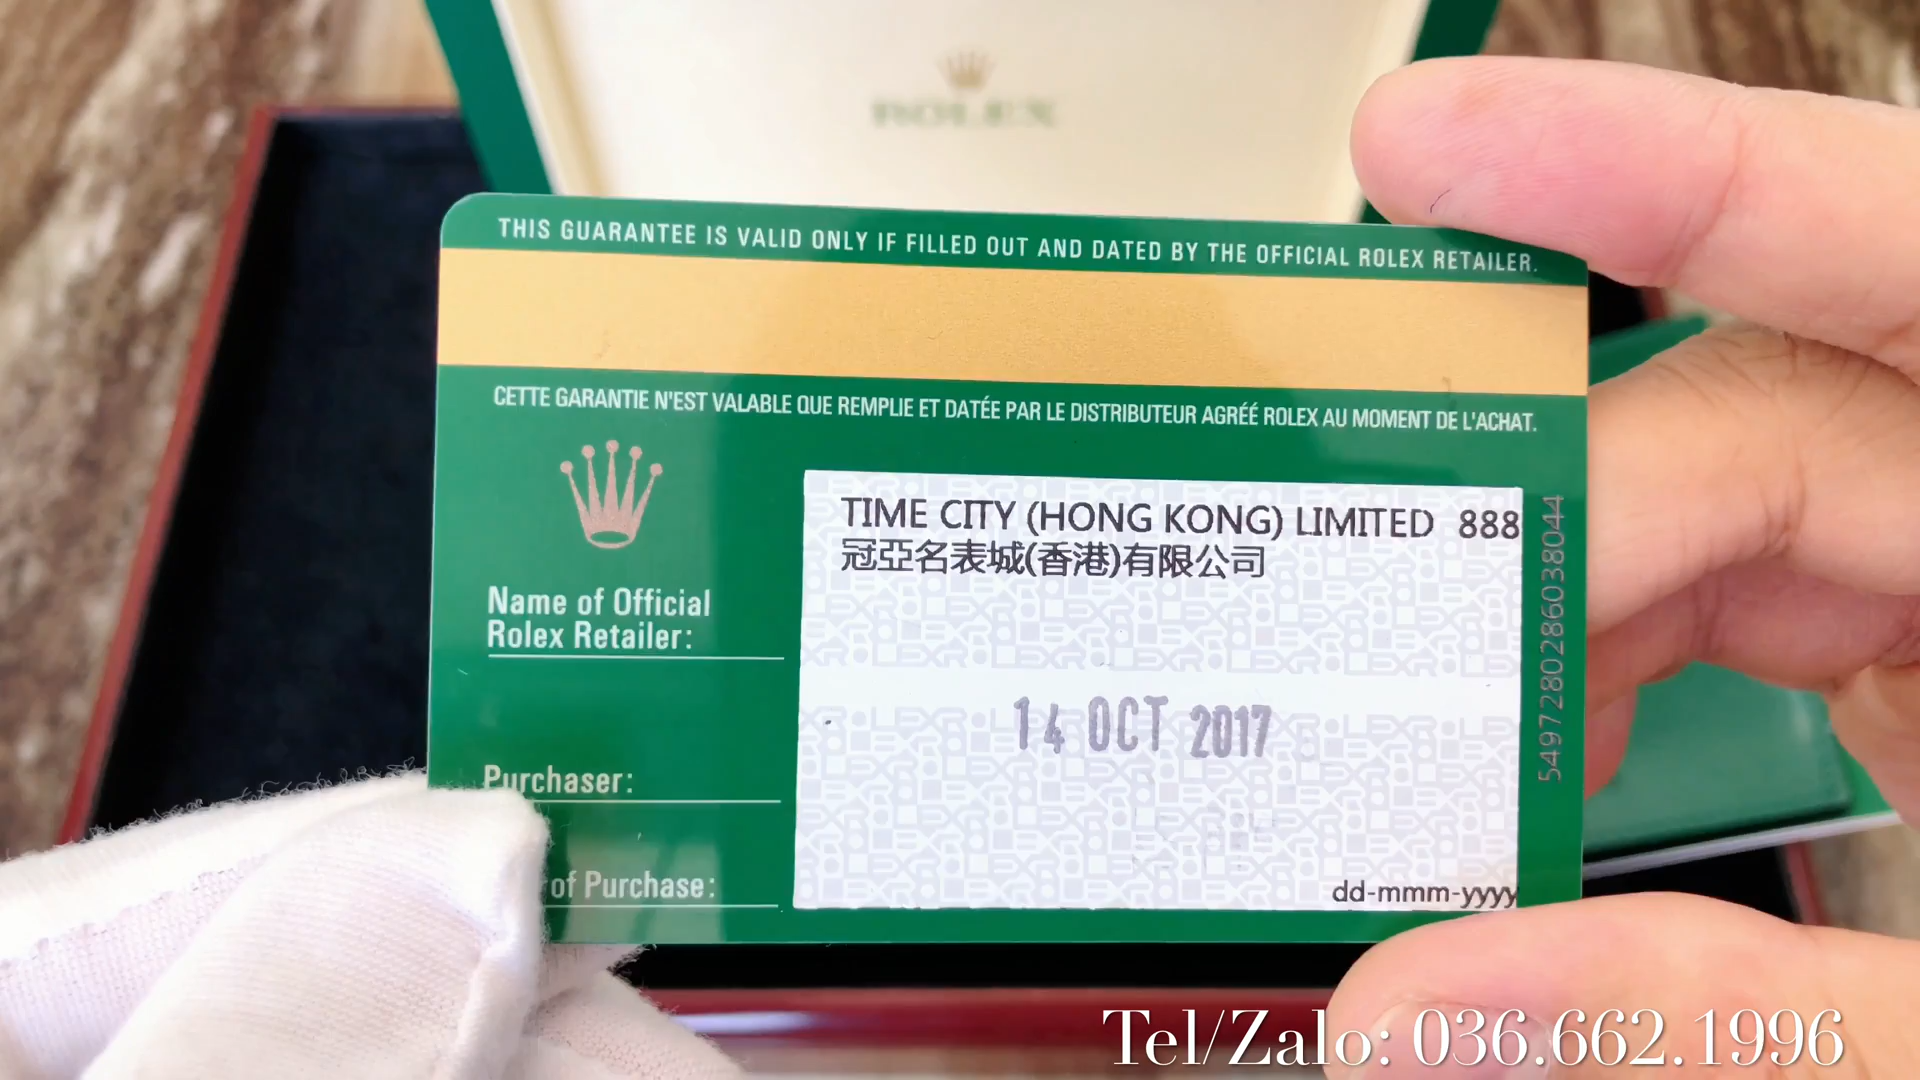 ROLEX
THIS GUARANTEE IS VALID ONLY IF FILLED OUT AND DATED BY THE OFFICIAL ROLEX RETAILER.
CETTE GARANTIE N'EST VALABLE QUE REMPLIE ET DATÉE PAR LE DISTRIBUTEUR AGRÉÉ ROLEX AU MOMENT DE L'ACHAT.
TIME CITY (HONG KONG) LIMITED 888
冠亞名表城(香港)有限公司
Name of Official
Rolex Retailer:
14 OCT 2017
Purchaser:
of Purchase:
dd-mmm-yyyy
5497280286038044
Tel/Zalo: 036.662.1996